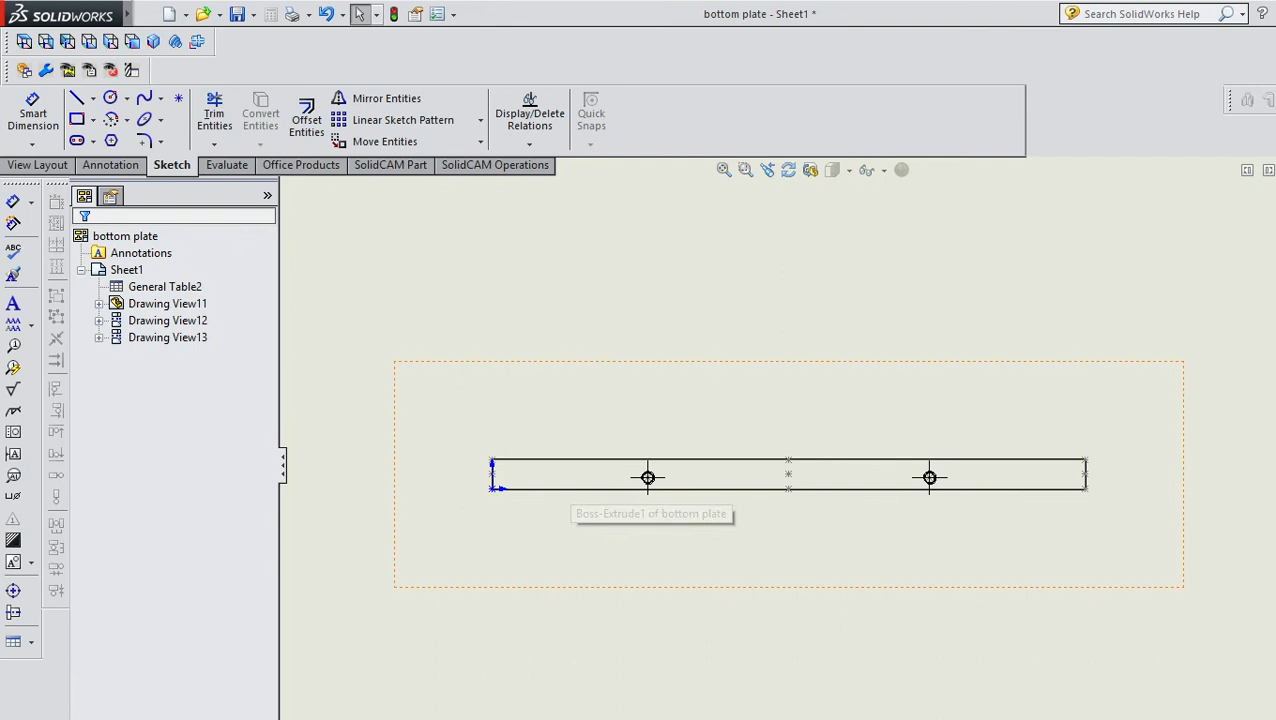 SOLIDWORKS
bottom plate - Sheet1 *
Search SolidWorks Help
?
Smart Dimension
Trim Entities
Convert Entities
Offset Entities
Mirror Entities
Linear Sketch Pattern
Move Entities
Display/Delete Relations
Quick Snaps
View Layout
Annotation
Sketch
Evaluate
Office Products
SolidCAM Part
SolidCAM Operations
bottom plate
Annotations
Sheet1
General Table2
Drawing View11
Drawing View12
Drawing View13
Boss-Extrude1 of bottom plate